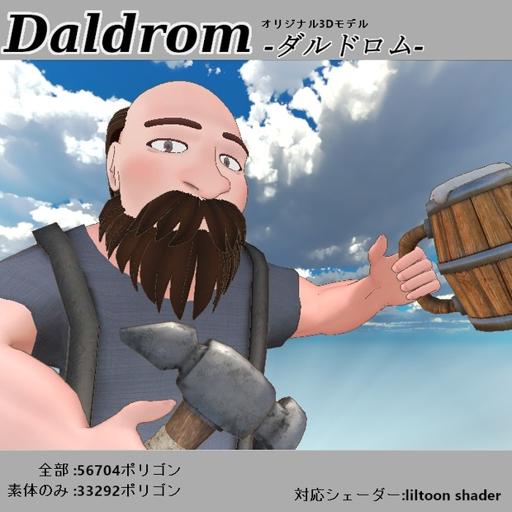 Daldrom
オリジナル3Dモデル
-ダルドロム-
全部 :56704ポリゴン
素体のみ :33292ポリゴン
対応シェーダー:liltoon shader